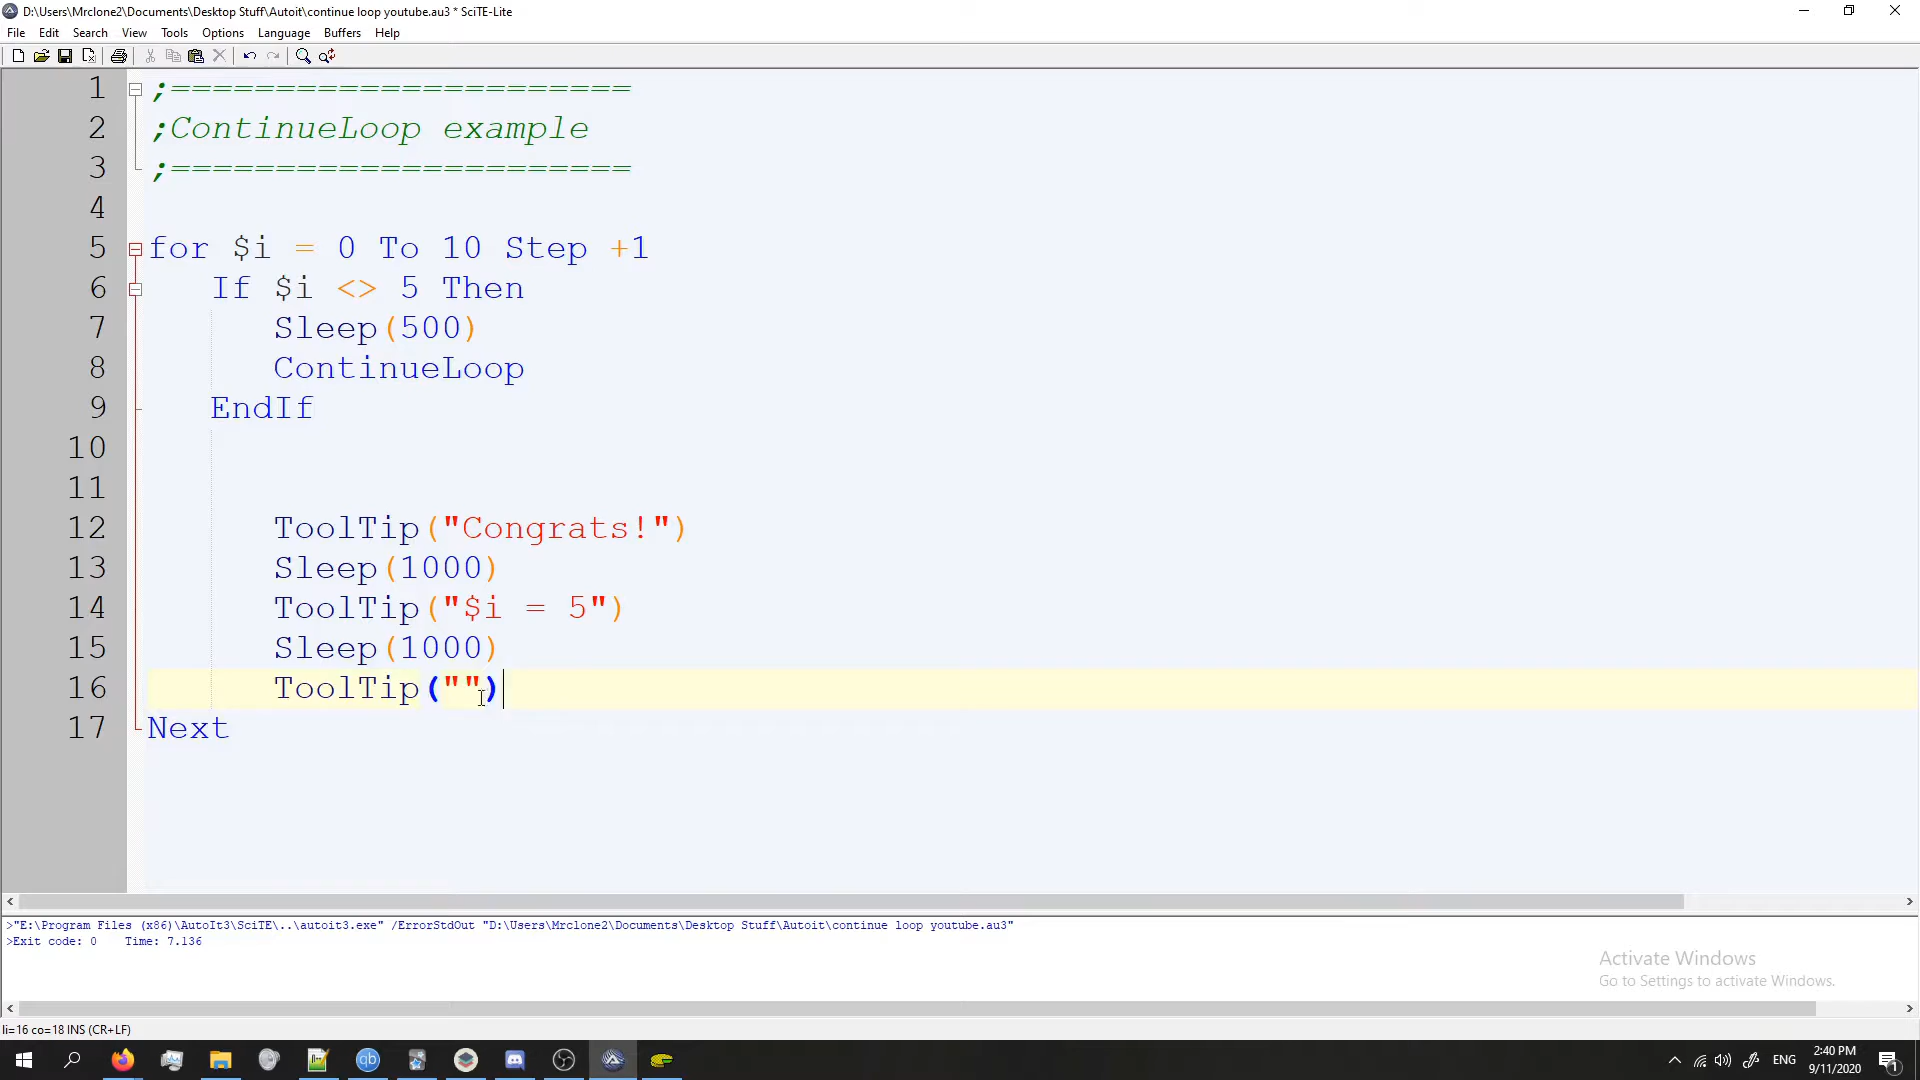 D:\Users\Mrclone2\Documents\Desktop Stuff\Autoit\continue loop youtube.au3 * SciTE-Lite
File Edit Search View Tools Options Language Buffers Help
1 ;======================
2 ;ContinueLoop example
3 ;======================
4
5 for $i = 0 To 10 Step +1
6 If $i <> 5 Then
7 Sleep(500)
8 ContinueLoop
9 EndIf
10
11
12 ToolTip("Congrats!")
13 Sleep(1000)
14 ToolTip("$i = 5")
15 Sleep(1000)
16 ToolTip("")
17 Next
>"E:\Program Files (x86)\AutoIt3\SciTE\..\autoit3.exe" /ErrorStdOut "D:\Users\Mrclone2\Documents\Desktop Stuff\Autoit\continue loop youtube.au3"
>Exit code: 0 Time: 7.136
Activate Windows
Go to Settings to activate Windows.
li=16 co=18 INS (CR+LF)
qb
ENG
2:40 PM
9/11/2020
1